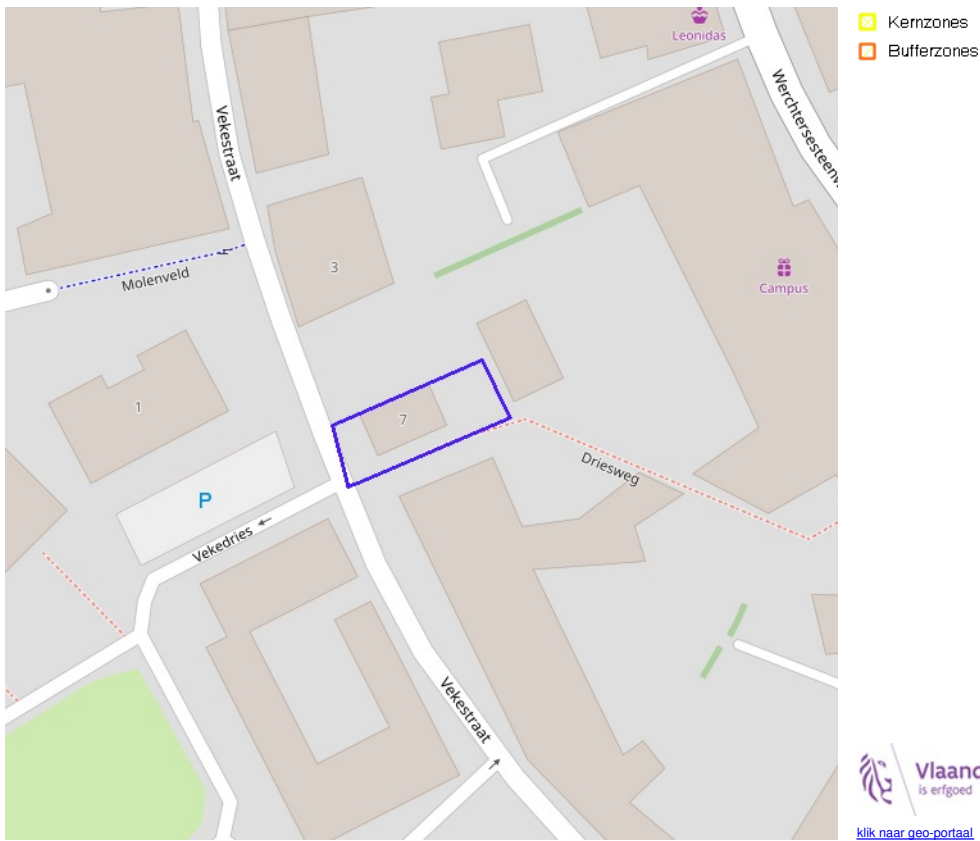 Leonidas
Kernzones
Bufferzones
Vekestraat
Werchtersesteenw
3
Molenveld
Campus
1
7
Driesweg
P
Vekedries
Vekestraat
Vlaand
is erfgoed
klik naar geo-portaal